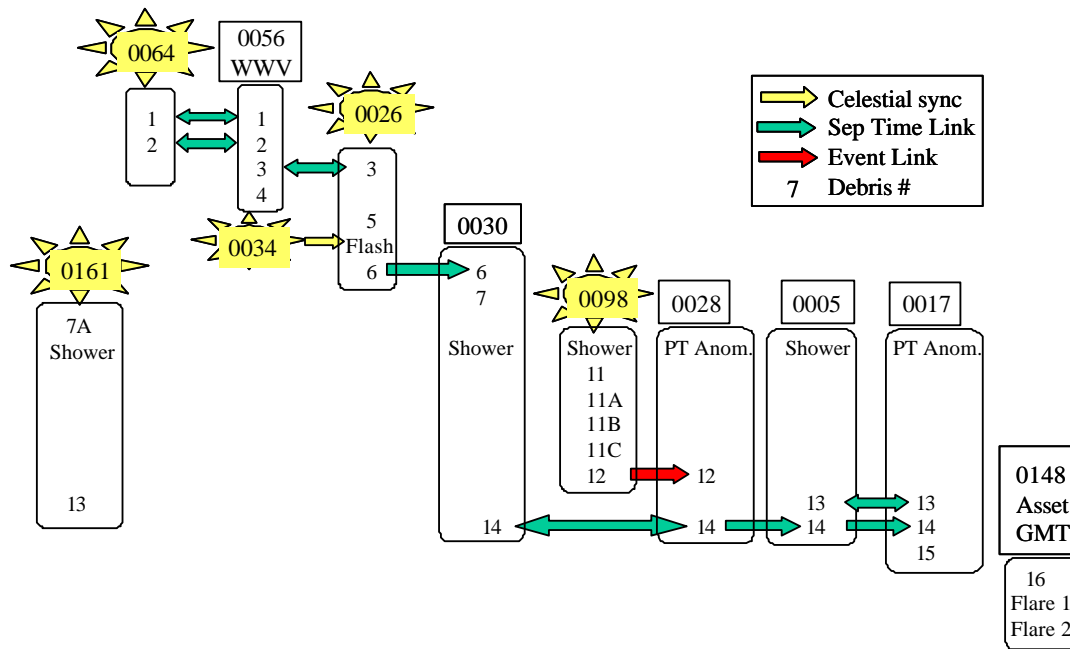 0064
0056
WWV
1
2
1
2
3
4
0026
3
5
Flash
6
0034
0161
7A
Shower
13
Celestial sync
Sep Time Link
Event Link
7 Debris #
0030
6
7
Shower
14
0098
Shower
11
11A
11B
11C
12
0028
PT Anom.
12
14
0005
Shower
13
14
0017
PT Anom.
13
14
15
0148
Asset
GMT
16
Flare 1
Flare 2